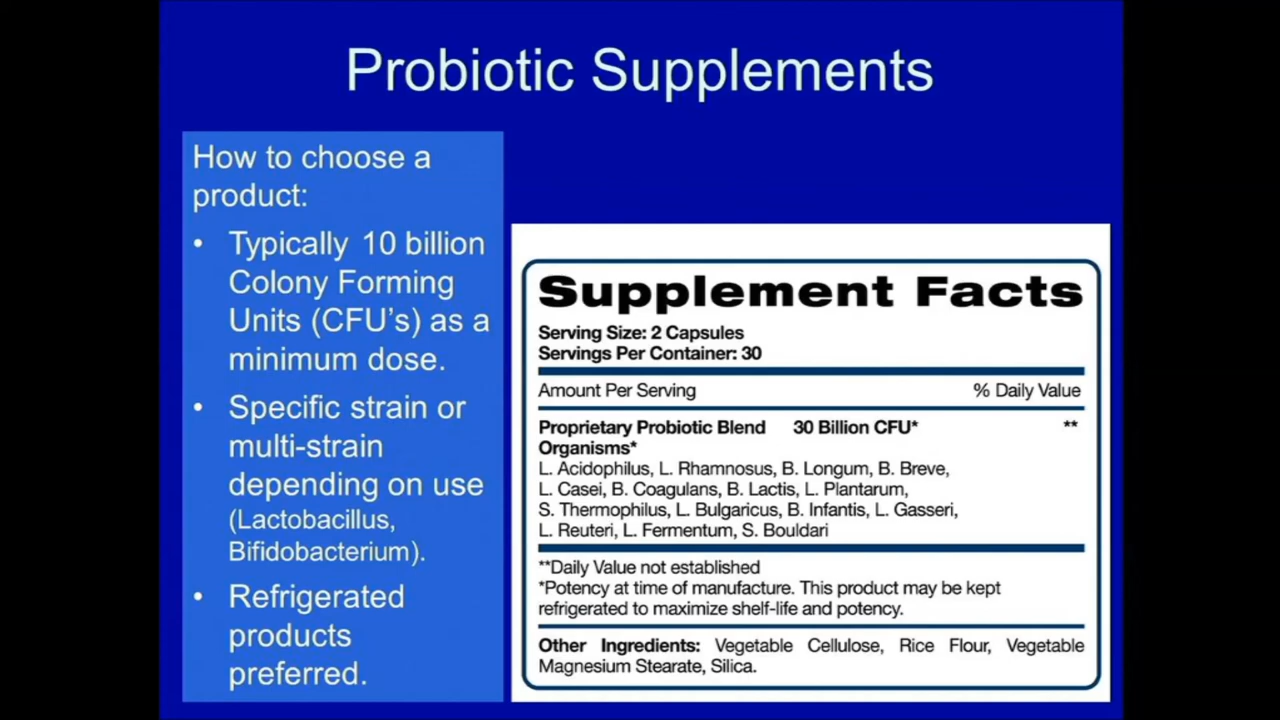 Probiotic Supplements
How to choose a
product:
• Typically 10 billion
Colony Forming
Units (CFU's) as a
minimum dose.
• Specific strain or
multi-strain
depending on use
(Lactobacillus,
Bifidobacterium).
• Refrigerated
products
preferred.
Supplement Facts
Serving Size: 2 Capsules
Servings Per Container: 30
Amount Per Serving % Daily Value
Proprietary Probiotic Blend 30 Billion CFU* **
Organisms*
L. Acidophilus, L. Rhamnosus, B. Longum, B. Breve,
L. Casei, B. Coagulans, B. Lactis, L. Plantarum,
S. Thermophilus, L. Bulgaricus, B. Infantis, L. Gasseri,
L. Reuteri, L. Fermentum, S. Bouldari
**Daily Value not established
*Potency at time of manufacture. This product may be kept
refrigerated to maximize shelf-life and potency.
Other Ingredients: Vegetable Cellulose, Rice Flour, Vegetable
Magnesium Stearate, Silica.